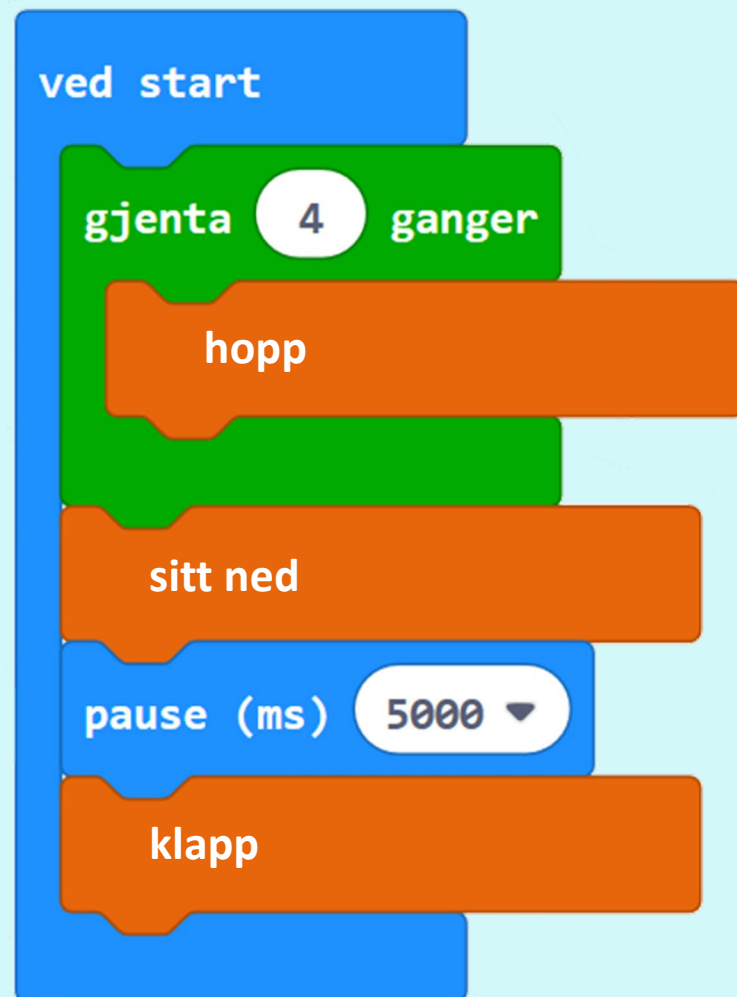 ved start
gjenta 4 ganger
hopp
sitt ned
pause (ms) 5000
klapp